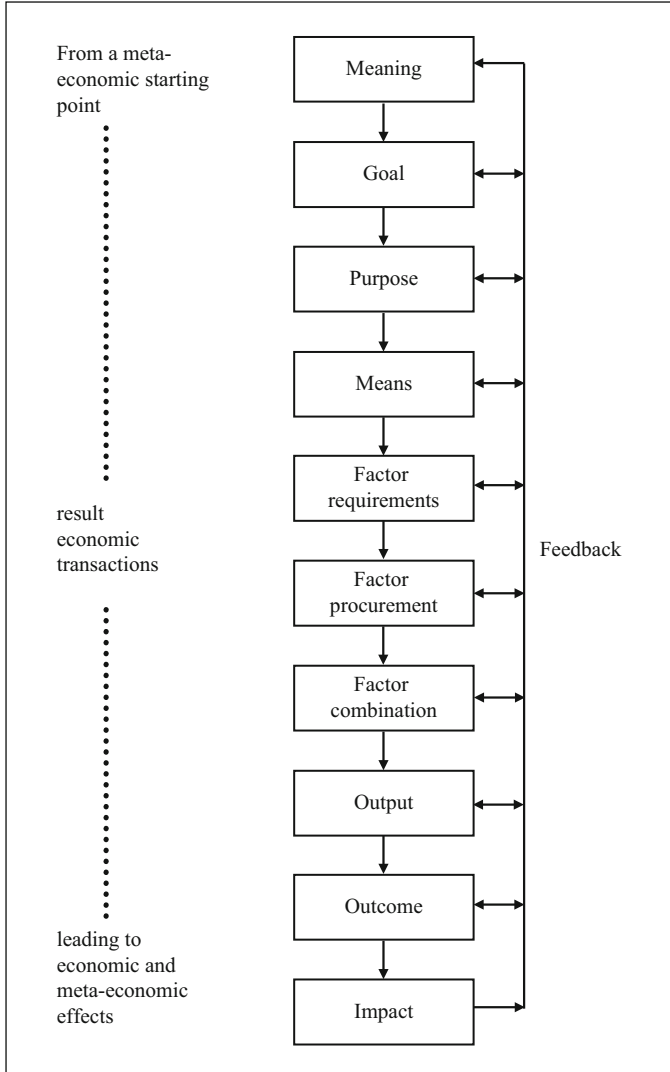 From a meta-
economic starting
point
Meaning
Goal
Purpose
Means
Factor
requirements
result
economic
transactions
Feedback
Factor
procurement
Factor
combination
Output
Outcome
leading to
economic and
meta-economic
effects
Impact